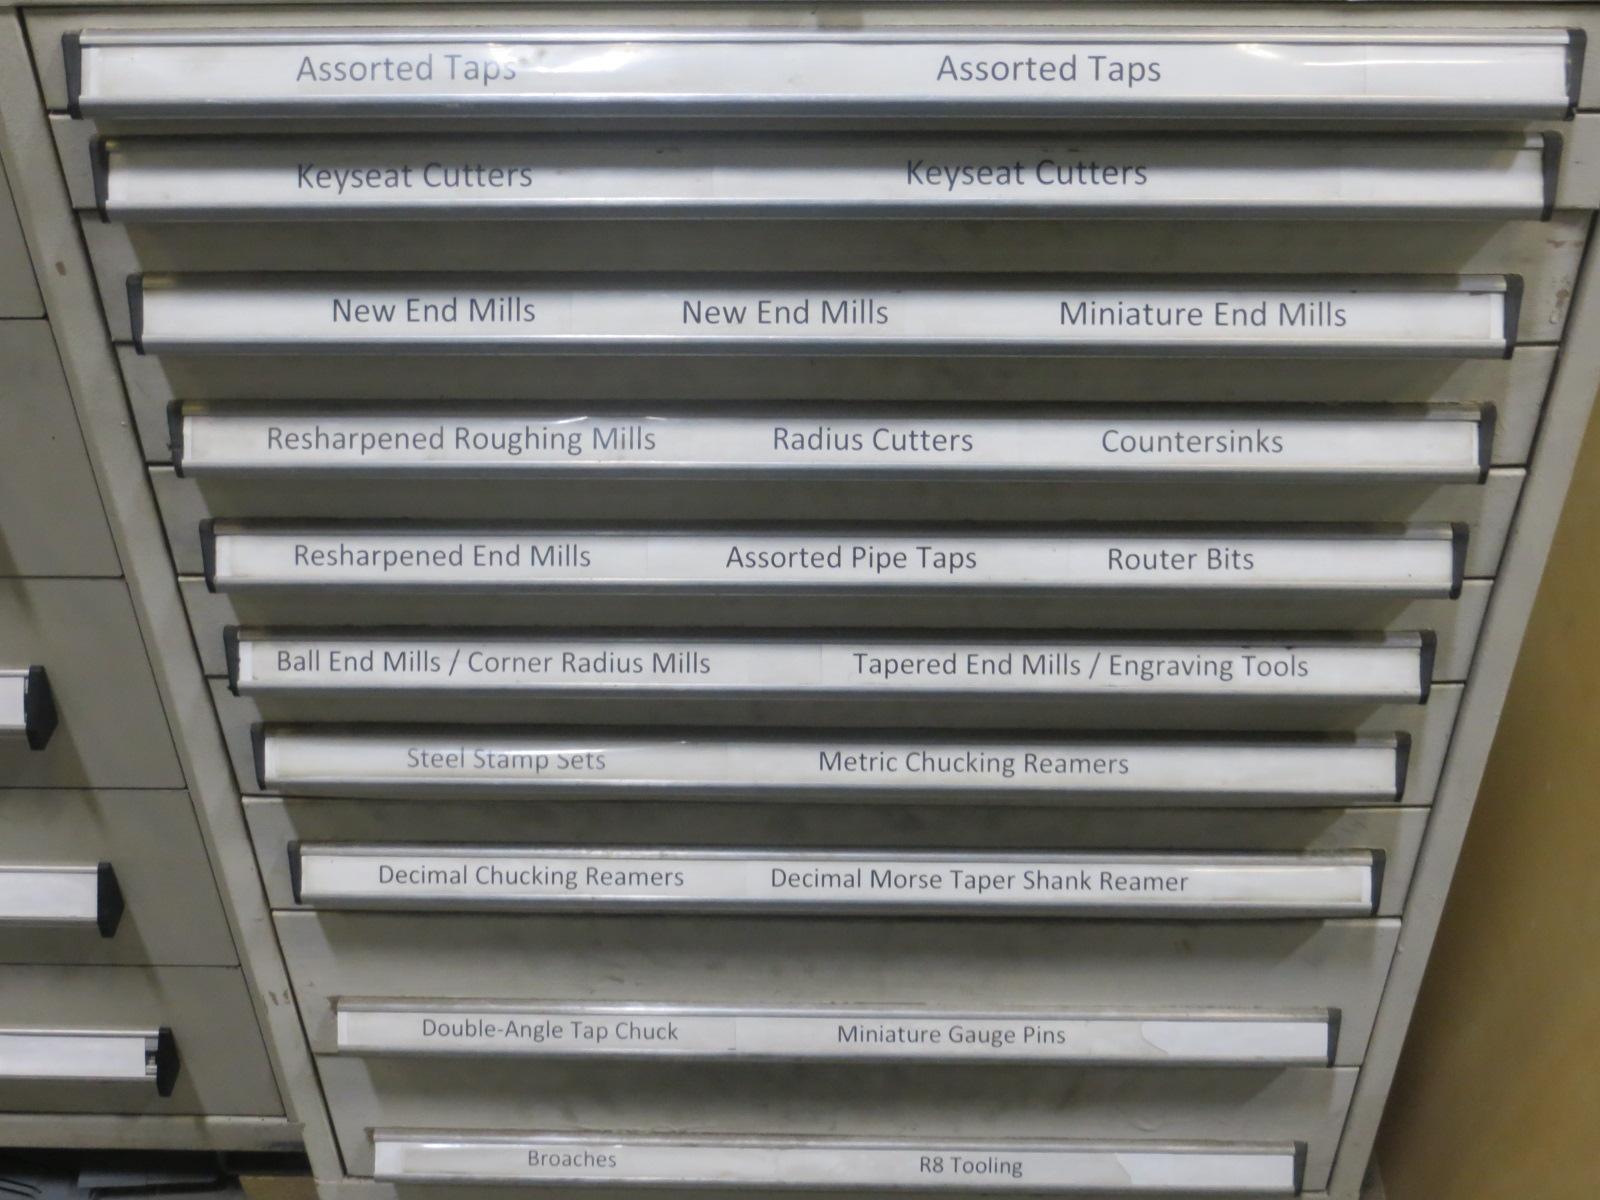 Assorted Taps Assorted Taps
Keyseat Cutters Keyseat Cutters
New End Mills New End Mills Miniature End Mills
Resharpened Roughing Mills Radius Cutters Countersinks
Resharpened End Mills Assorted Pipe Taps Router Bits
Ball End Mills / Corner Radius Mills Tapered End Mills / Engraving Tools
Steel Stamp Sets Metric Chucking Reamers
Decimal Chucking Reamers Decimal Morse Taper Shank Reamer
Double-Angle Tap Chuck Miniature Gauge Pins
Broaches R8 Tooling